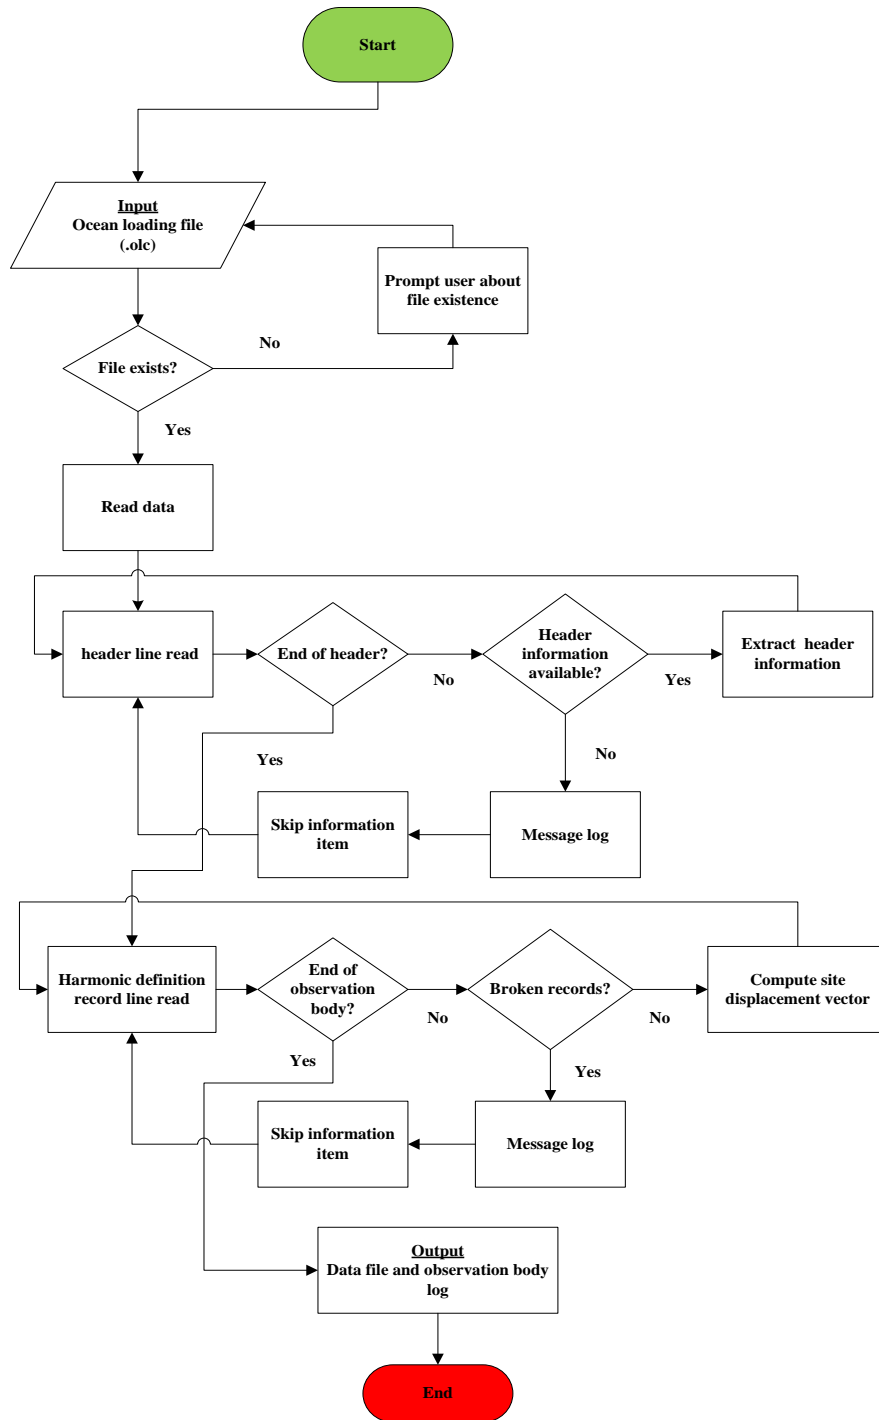 Start
Input
Ocean loading file
(.olc)
Prompt user about
file existence
No
File exists?
Yes
Read data
header line read
End of header?
No
Header
information
available?
Yes
Extract header
information
Yes
No
Skip information
item
Message log
Harmonic definition
record line read
End of
observation
body?
No
Broken records?
No
Compute site
displacement vector
Yes
Yes
Skip information
item
Message log
Output
Data file and observation body
log
End